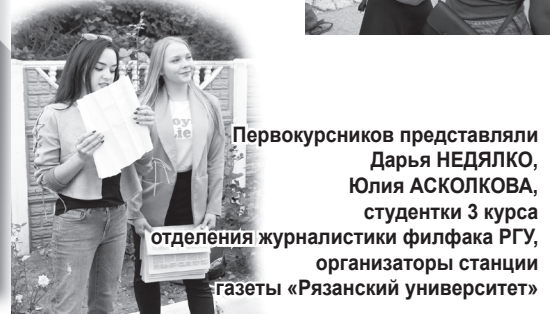 Первокурсников представляли
Дарья НЕДЯЛКО,
Юлия АСКОЛКОВА,
студентки 3 курса
отделения журналистики филфака РГУ,
организаторы станции
газеты «Рязанский университет»